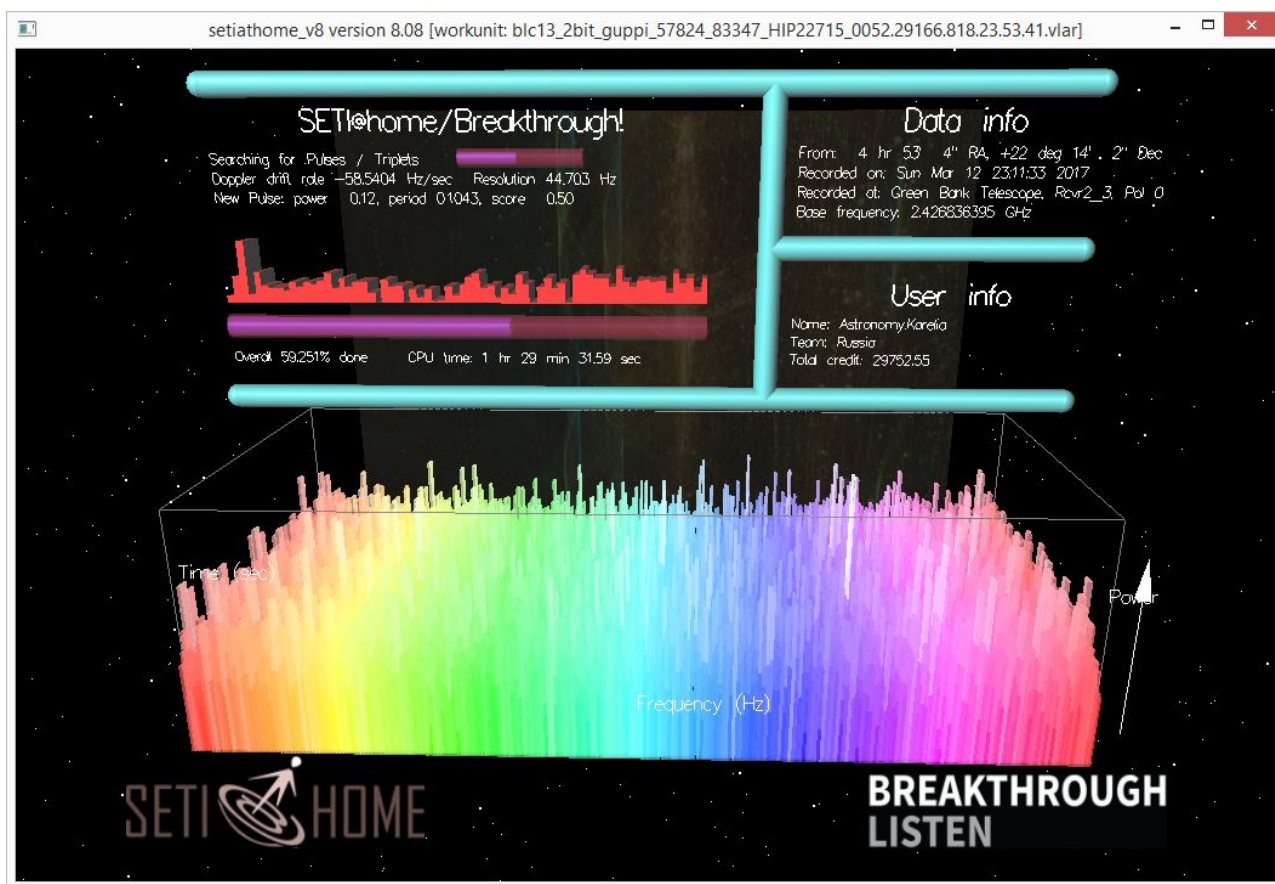 setiathome_v8 version 8.08 [workunit: blc13_2bit_guppi_57824_83347_HIP22715_0052.29166.818.23.53.41.vlar]
SETI@home/Breakthrough!
Searching for Pulses / Triplets
Doppler drift rate -58.5404 Hz/sec Resolution 44.703 Hz
New Pulse: power 0.12, period 0.1043, score 0.50
Overall 59.251% done CPU time: 1 hr 29 min 31.59 sec
Data info
From: 4 hr 53 4" RA, +22 deg 14' . 2" Dec
Recorded on: Sun Mar 12 23:11:33 2017
Recorded at: Green Bank Telescope, Rcvr2_3, Pol 0
Base frequency: 2.426836395 GHz
User info
Name: Astronomy.Karelia
Team: Russia
Total credit: 29752.55
Time (sec)
Power
Frequency (Hz)
SETI HOME
BREAKTHROUGH
LISTEN